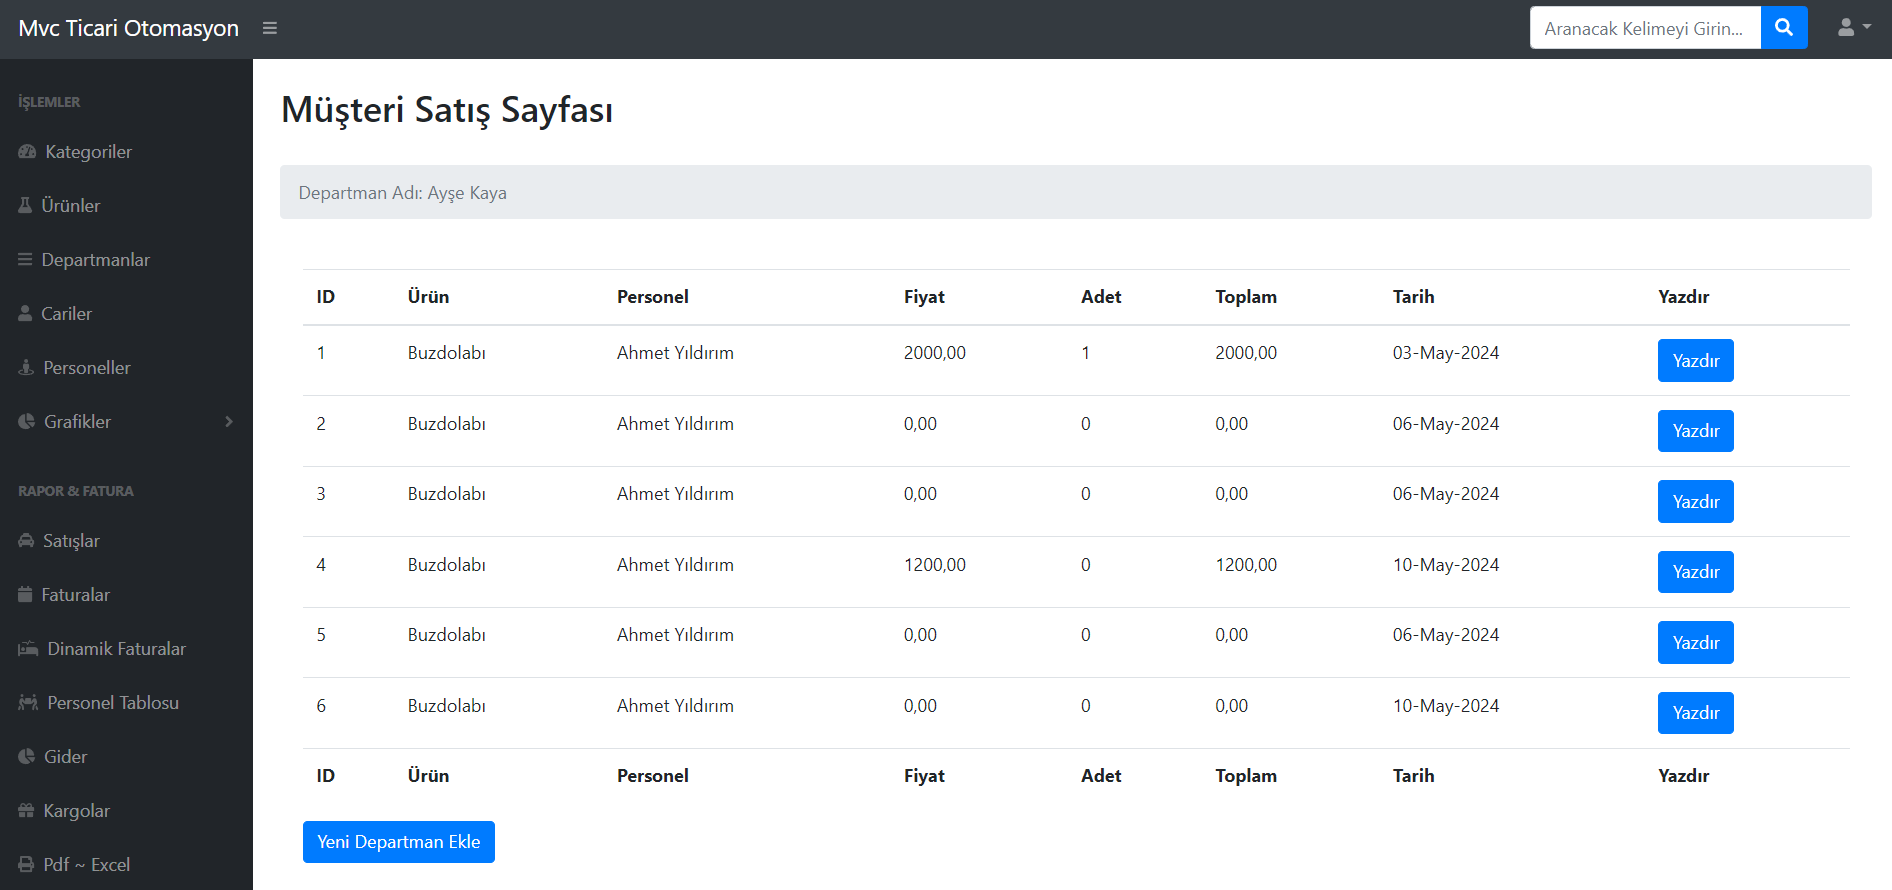 Mvc Ticari Otomasyon
Aranacak Kelimeyi Girin...
İŞLEMLER
Kategoriler
Ürünler
Departmanlar
Cariler
Personeller
Grafikler
RAPOR & FATURA
Satışlar
Faturalar
Dinamik Faturalar
Personel Tablosu
Gider
Kargolar
Pdf ~ Excel
Müşteri Satış Sayfası
Departman Adı: Ayşe Kaya
ID Ürün Personel Fiyat Adet Toplam Tarih Yazdır
1 Buzdolabı Ahmet Yıldırım 2000,00 1 2000,00 03-May-2024 Yazdır
2 Buzdolabı Ahmet Yıldırım 0,00 0 0,00 06-May-2024 Yazdır
3 Buzdolabı Ahmet Yıldırım 0,00 0 0,00 06-May-2024 Yazdır
4 Buzdolabı Ahmet Yıldırım 1200,00 0 1200,00 10-May-2024 Yazdır
5 Buzdolabı Ahmet Yıldırım 0,00 0 0,00 06-May-2024 Yazdır
6 Buzdolabı Ahmet Yıldırım 0,00 0 0,00 10-May-2024 Yazdır
ID Ürün Personel Fiyat Adet Toplam Tarih Yazdır
Yeni Departman Ekle